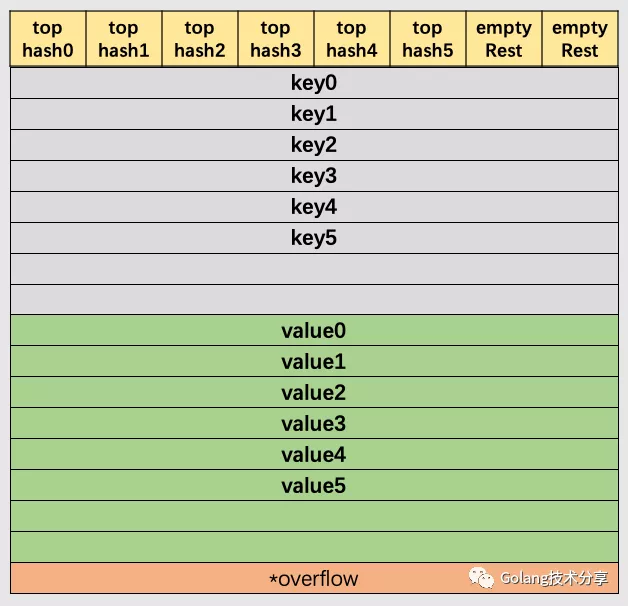 top top top top top top empty empty
hash0 hash1 hash2 hash3 hash4 hash5 Rest Rest
key0
key1
key2
key3
key4
key5
value0
value1
value2
value3
value4
value5
*overflow
Golang技术分享